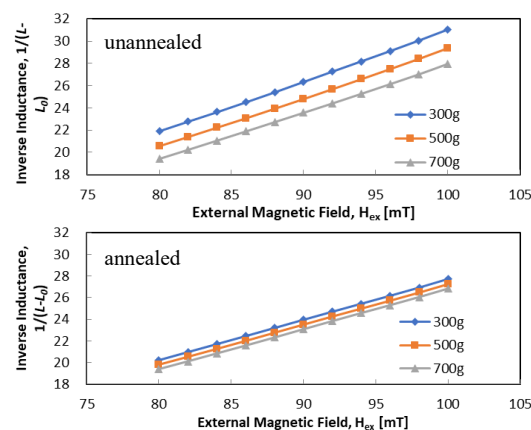 32
30
28
26
24
22
20
18
Inverse Inductance, 1/(L-
L0)
unannealed
300g
500g
700g
75 80 85 90 95 100 105
External Magnetic Field, Hex [mT]
32
30
28
26
24
22
20
18
Inverse Inductance,
1/(L-L0)
annealed
300g
500g
700g
75 80 85 90 95 100 105
External Magnetic Field, Hex [mT]